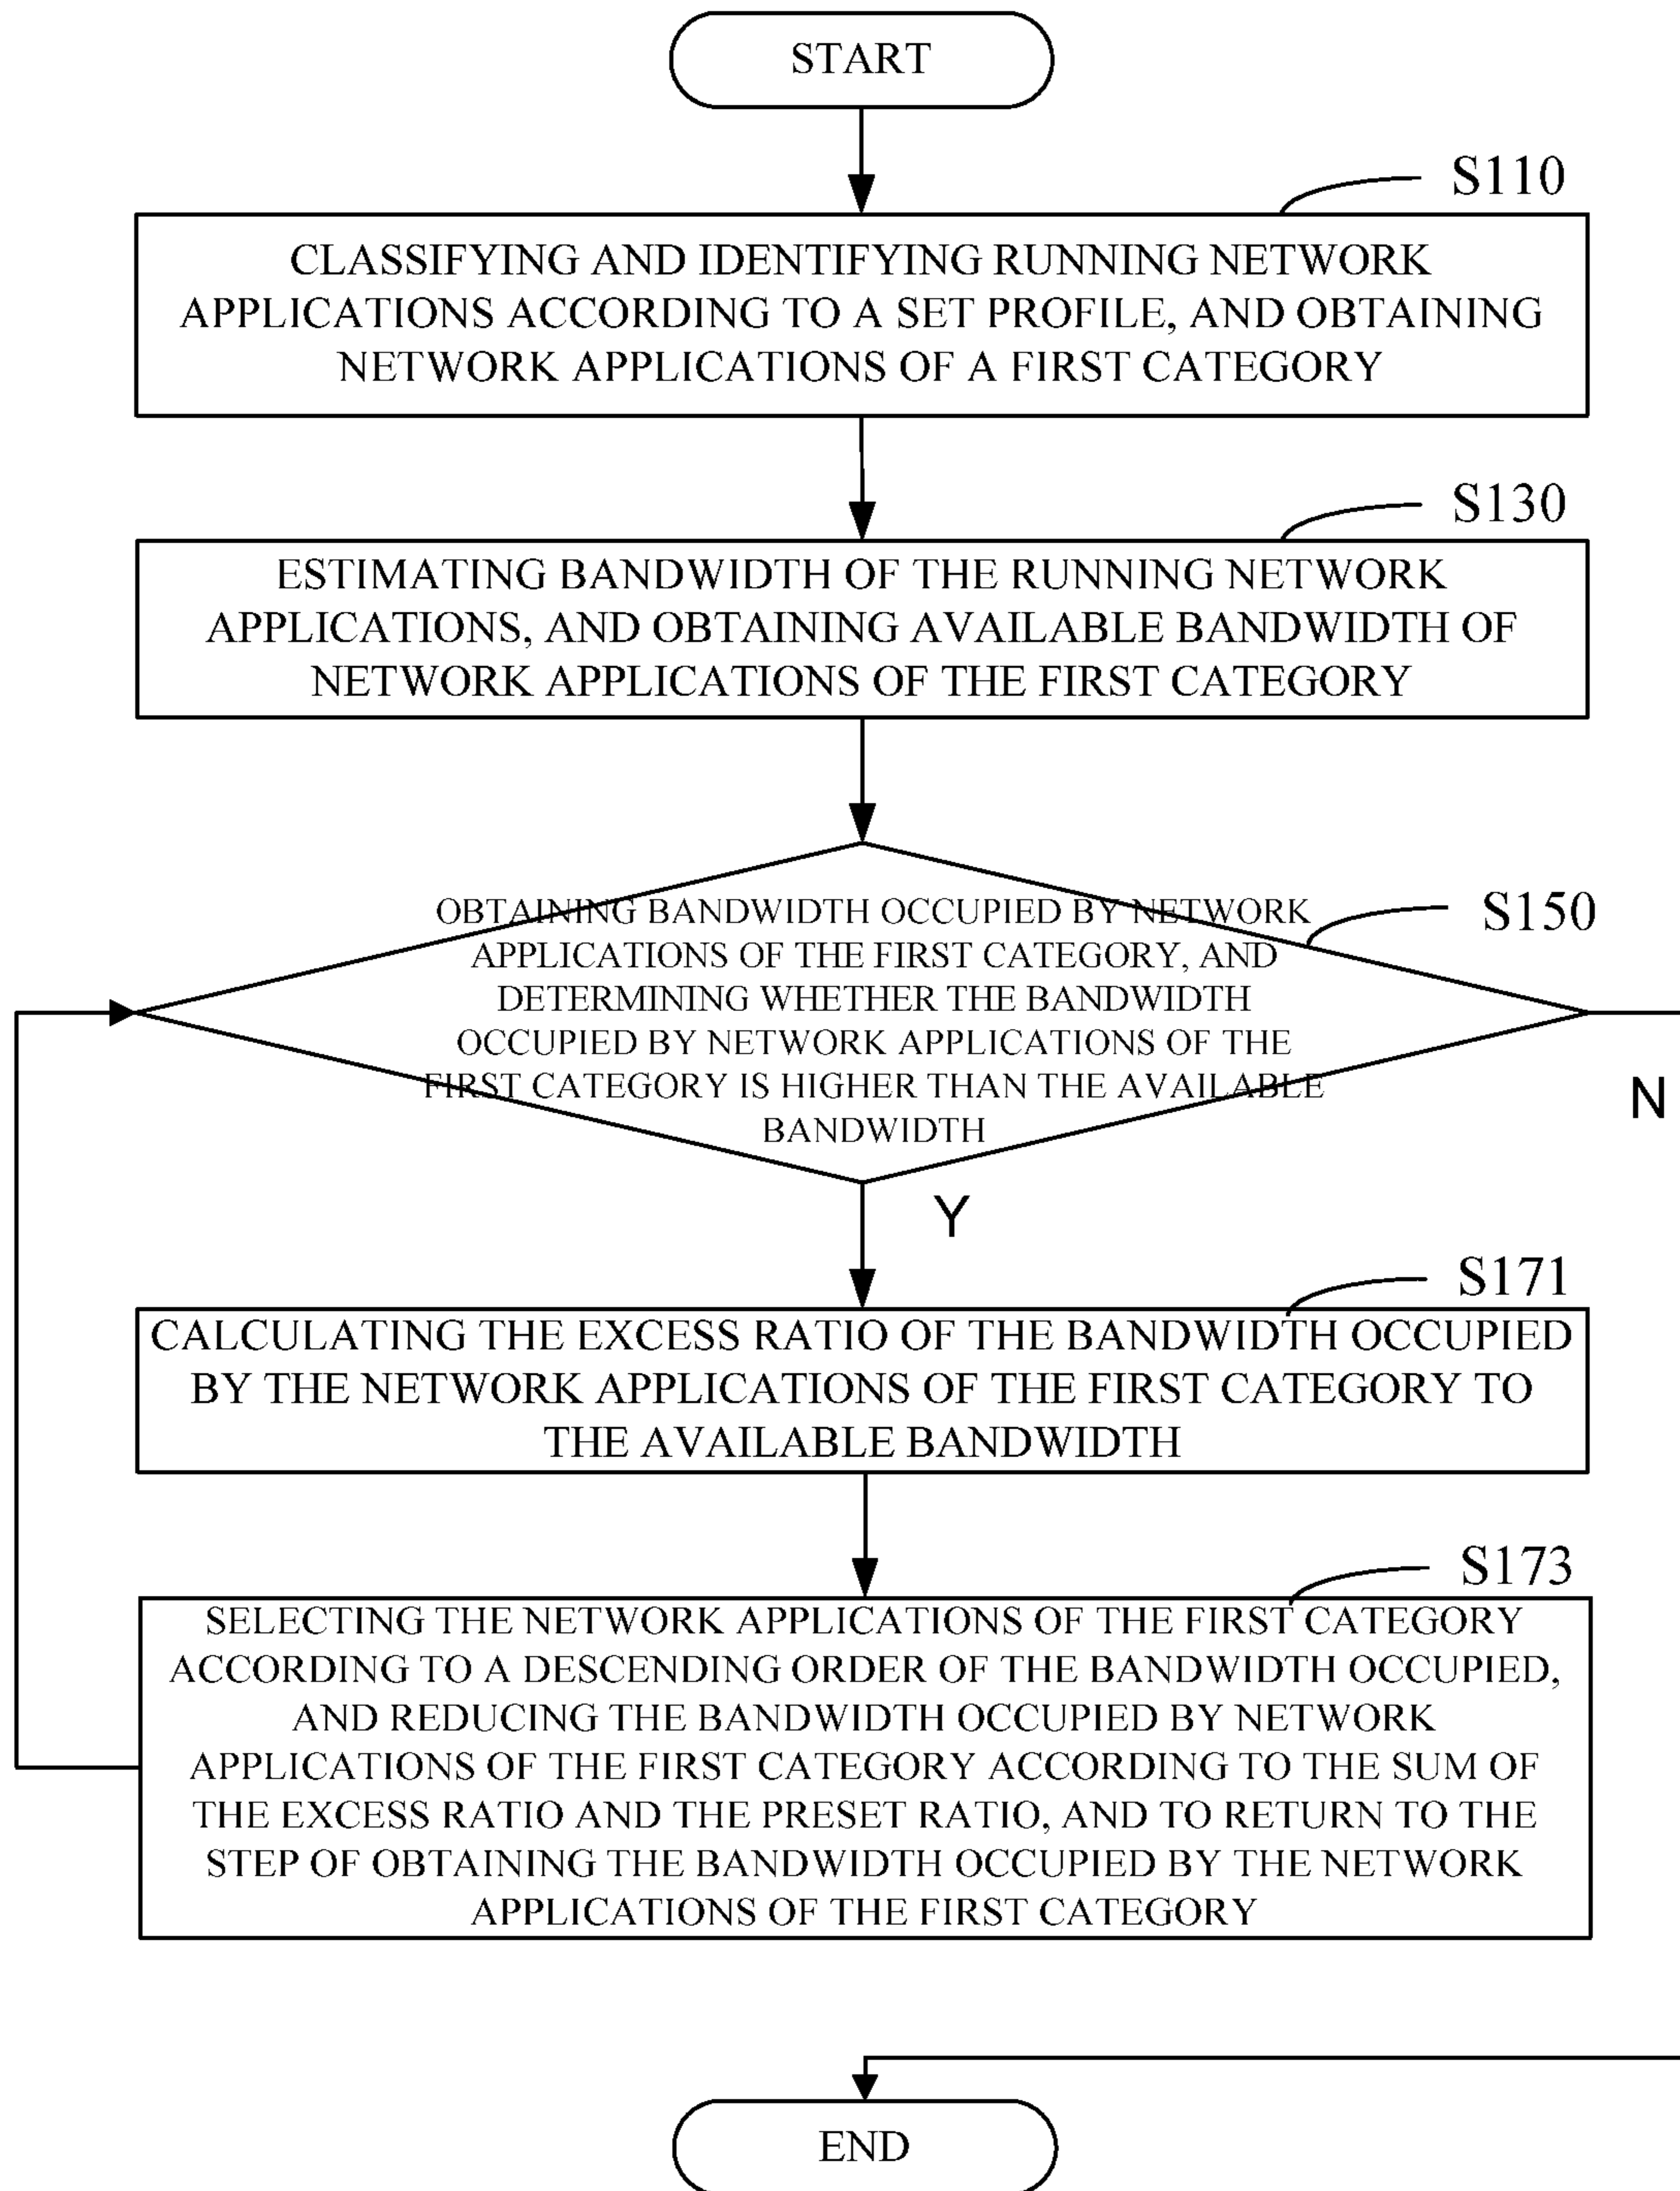 START
S110
CLASSIFYING AND IDENTIFYING RUNNING NETWORK
APPLICATIONS ACCORDING TO A SET PROFILE, AND OBTAINING
NETWORK APPLICATIONS OF A FIRST CATEGORY
S130
ESTIMATING BANDWIDTH OF THE RUNNING NETWORK
APPLICATIONS, AND OBTAINING AVAILABLE BANDWIDTH OF
NETWORK APPLICATIONS OF THE FIRST CATEGORY
S150
OBTAINING BANDWIDTH OCCUPIED BY NETWORK
APPLICATIONS OF THE FIRST CATEGORY, AND
DETERMINING WHETHER THE BANDWIDTH
OCCUPIED BY NETWORK APPLICATIONS OF THE
FIRST CATEGORY IS HIGHER THAN THE AVAILABLE
BANDWIDTH
N
Y
S171
CALCULATING THE EXCESS RATIO OF THE BANDWIDTH OCCUPIED
BY THE NETWORK APPLICATIONS OF THE FIRST CATEGORY TO
THE AVAILABLE BANDWIDTH
S173
SELECTING THE NETWORK APPLICATIONS OF THE FIRST CATEGORY
ACCORDING TO A DESCENDING ORDER OF THE BANDWIDTH OCCUPIED,
AND REDUCING THE BANDWIDTH OCCUPIED BY NETWORK
APPLICATIONS OF THE FIRST CATEGORY ACCORDING TO THE SUM OF
THE EXCESS RATIO AND THE PRESET RATIO, AND TO RETURN TO THE
STEP OF OBTAINING THE BANDWIDTH OCCUPIED BY THE NETWORK
APPLICATIONS OF THE FIRST CATEGORY
END